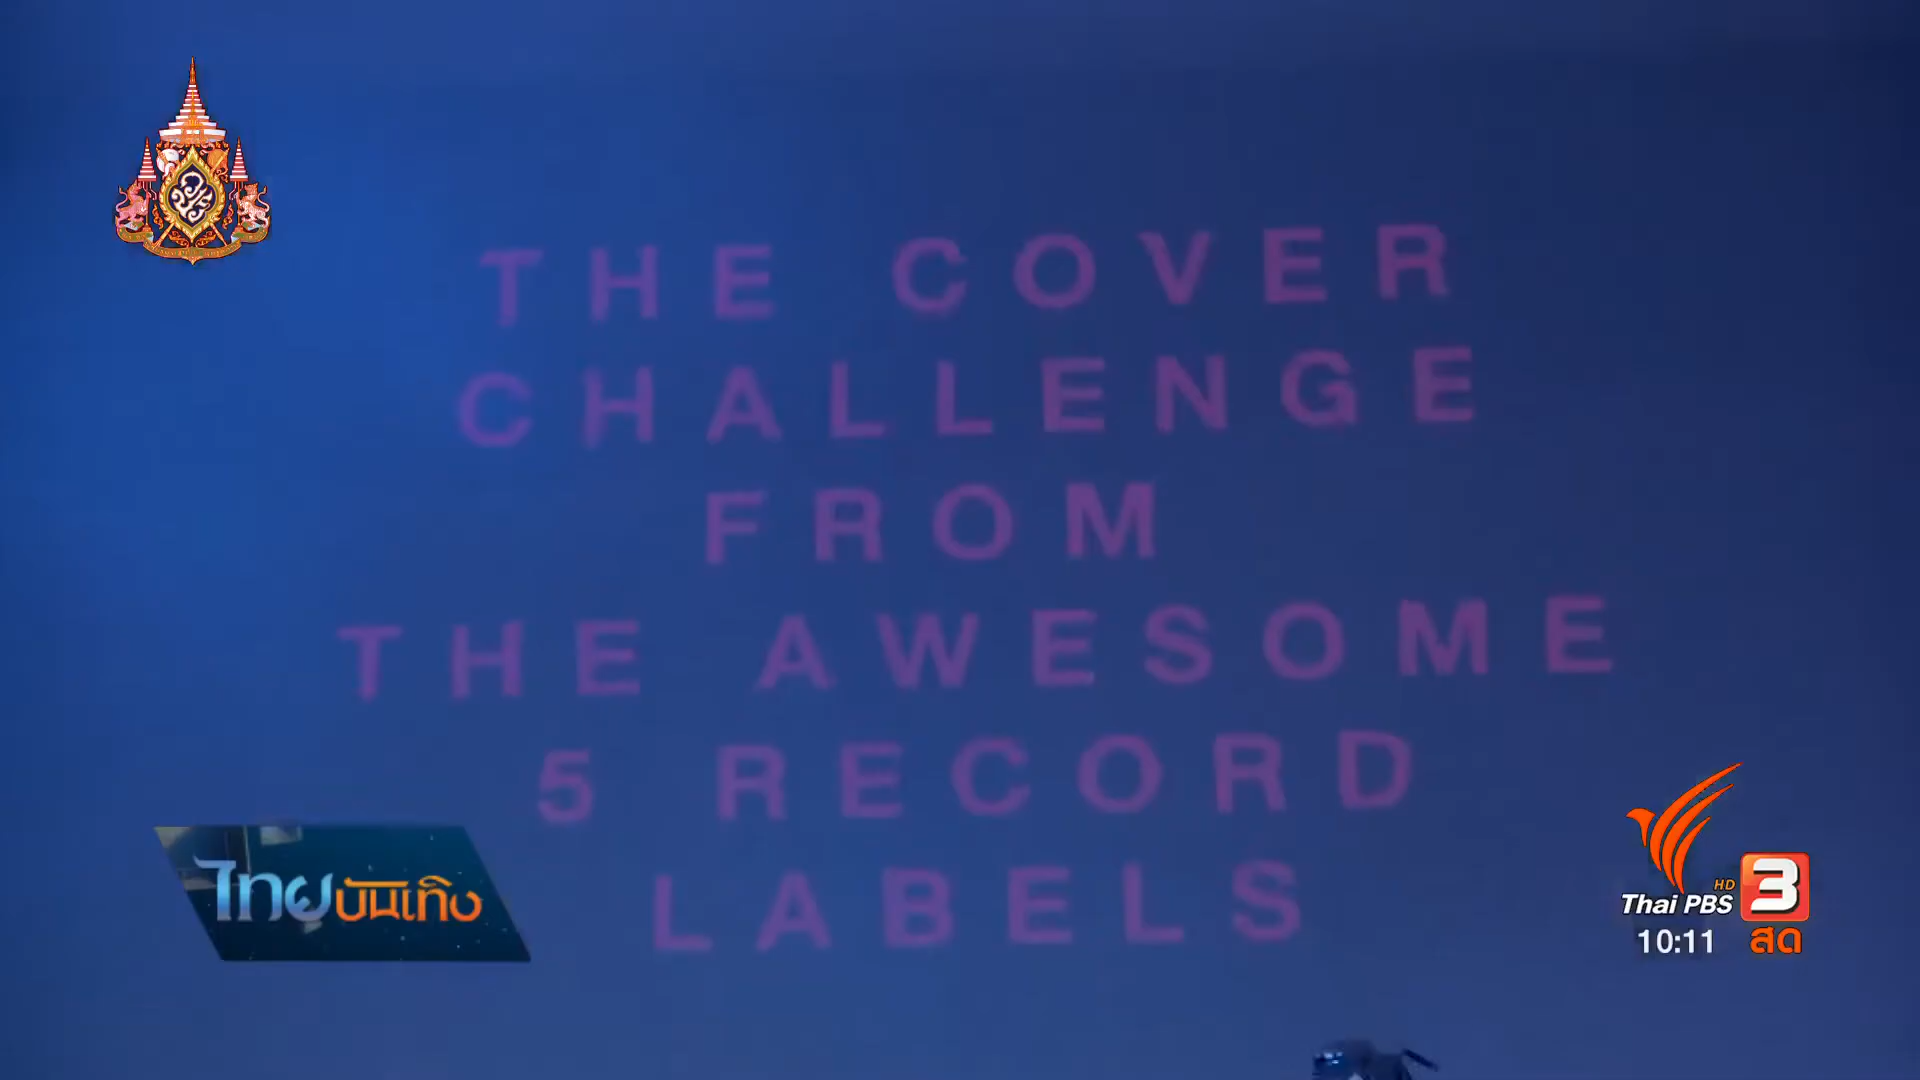 THE COVER
CHALLENGE
FROM
THE AWESOME
5 RECORD
LABELS
ไทยบันเทิง
HD
Thai PBS 3
10:11 สด